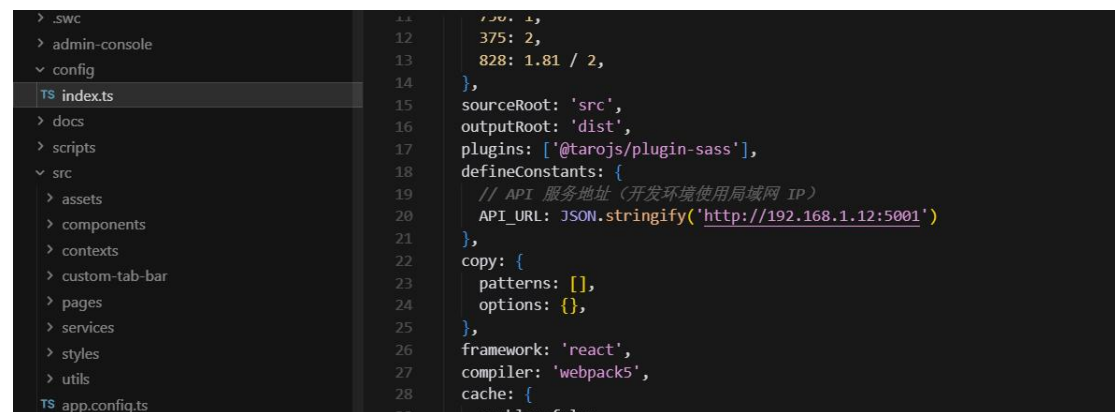 .swc
admin-console
config
TS index.ts
docs
scripts
src
assets
components
contexts
custom-tab-bar
pages
services
styles
utils
TS app.config.ts
11 750: 1,
12 375: 2,
13 828: 1.81 / 2,
14 },
15 sourceRoot: 'src',
16 outputRoot: 'dist',
17 plugins: ['@tarojs/plugin-sass'],
18 defineConstants: {
19 // API 服务地址（开发环境使用局域网 IP）
20 API_URL: JSON.stringify('http://192.168.1.12:5001')
21 },
22 copy: {
23 patterns: [],
24 options: {},
25 },
26 framework: 'react',
27 compiler: 'webpack5',
28 cache: {